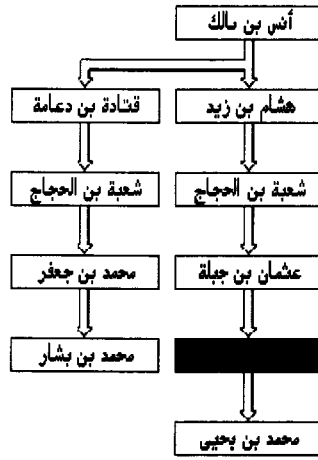 أنس بن مالك
هشام بن زيد
قتادة بن دعامة
شعبة بن الحجاج
شعبة بن الحجاج
عثمان بن جبلة
محمد بن جعفر
محمد بن بشار
محمد بن يحيى